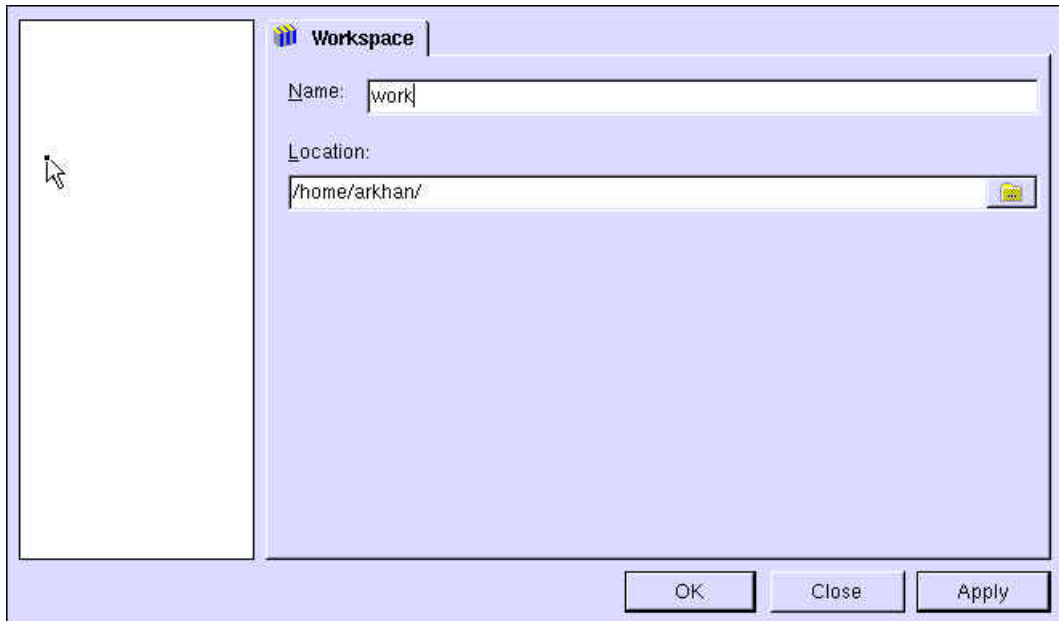 Workspace
Name: work
Location:
/home/arkhan/
OK Close Apply